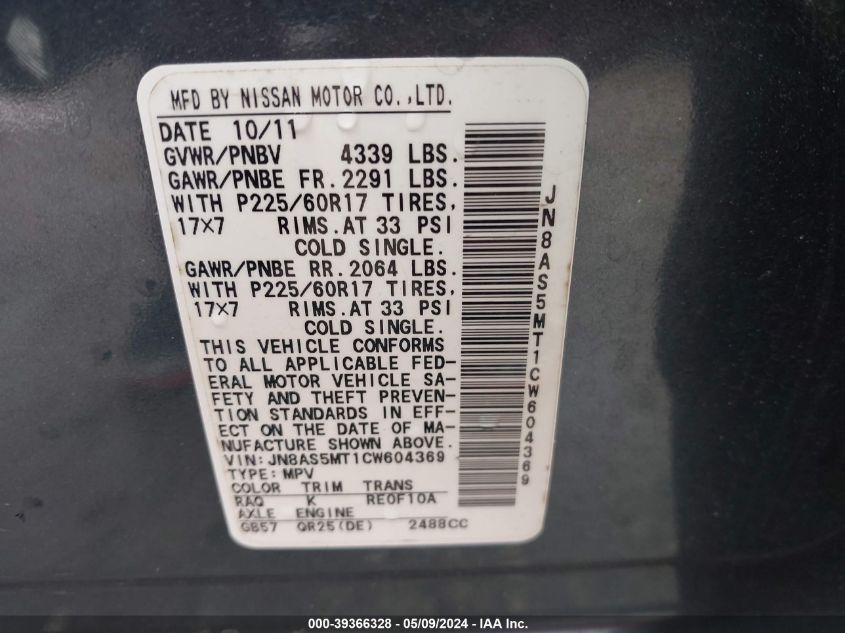 MFD BY NISSAN MOTOR CO.,LTD.
DATE 10/11
GVWR/PNBV 4339 LBS.
GAWR/PNBE FR.2291 LBS.
WITH P225/60R17 TIRES,
17×7 RIMS.AT 33 PSI
COLD SINGLE.
GAWR/PNBE RR.2064 LBS.
WITH P225/60R17 TIRES,
17×7 RIMS.AT 33 PSI
COLD SINGLE.
THIS VEHICLE CONFORMS
TO ALL APPLICABLE FED-
ERAL MOTOR VEHICLE SA-
FETY AND THEFT PREVEN-
TION STANDARDS IN EFF-
ECT ON THE DATE OF MA-
NUFACTURE SHOWN ABOVE.
VIN:JN8AS5MT1CW604369
TYPE:MPV
COLOR TRIM TRANS
RAQ K RE0F10A
AXLE ENGINE
GB57 QR25(DE) 2488CC
JN8AS5MT1CW604369
000-39366328 - 05/09/2024 - IAA Inc.